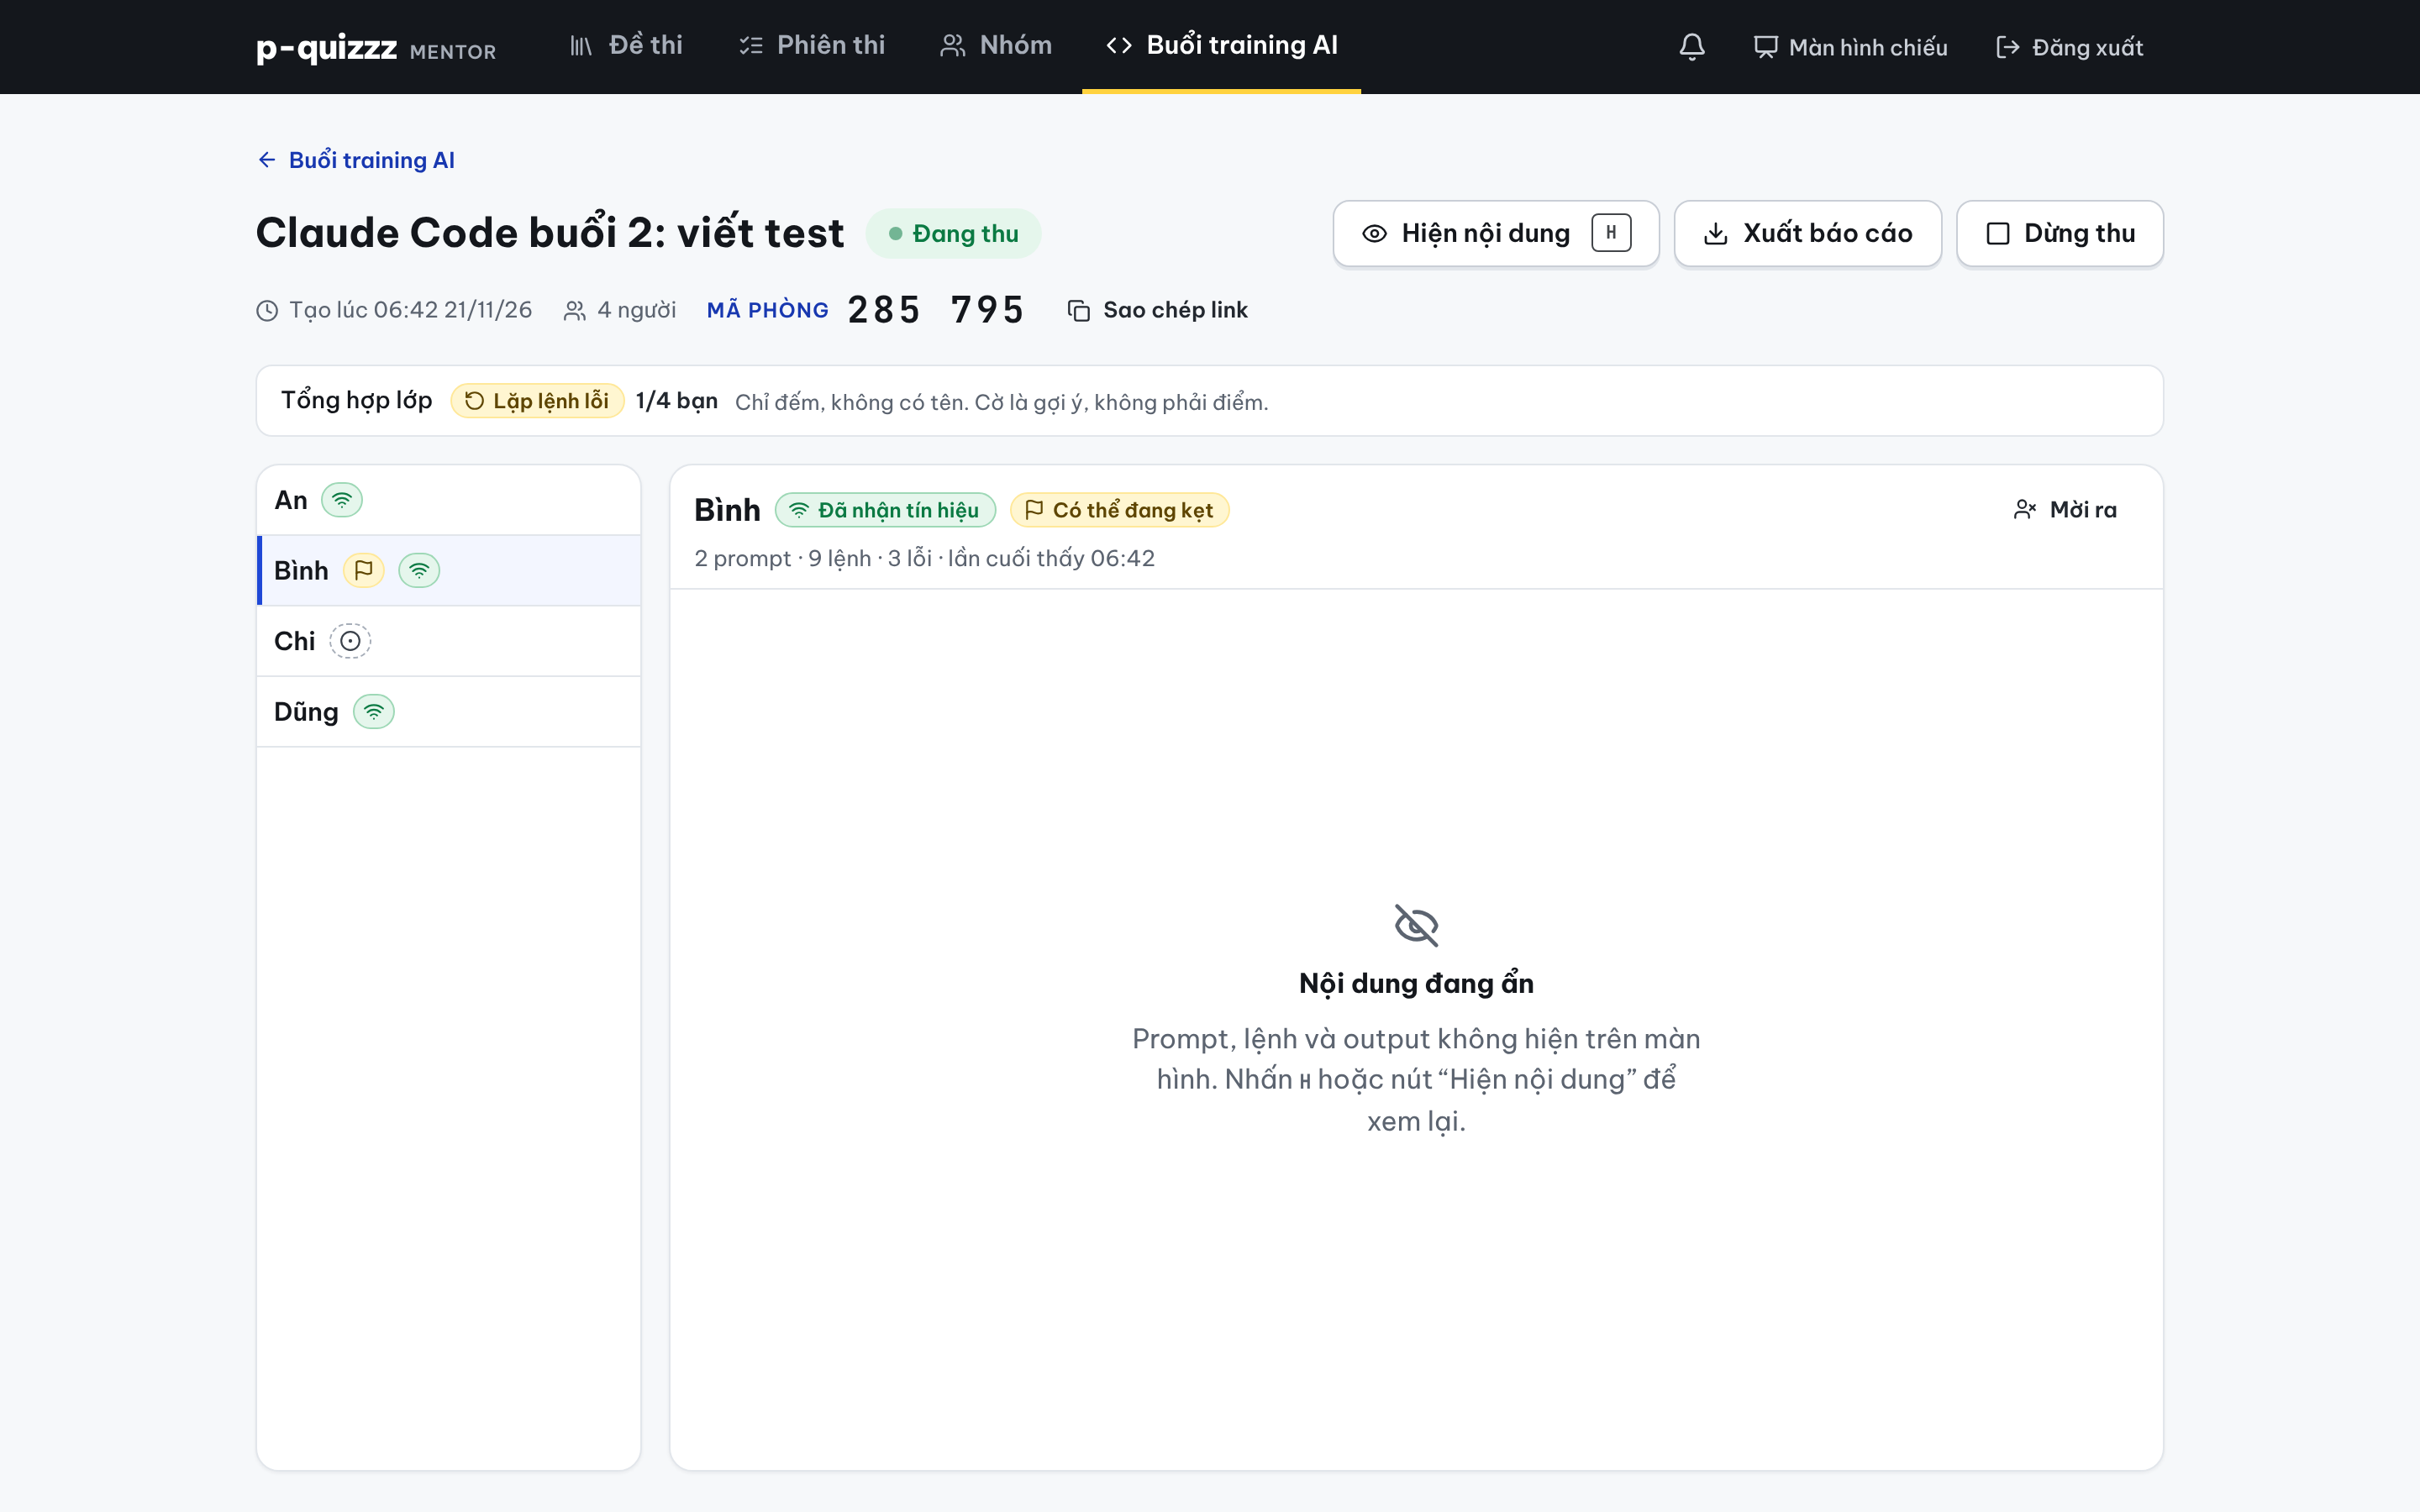 p-quizzz MENTOR Đề thi Phiên thi Nhóm Buổi training AI Màn hình chiếu Đăng xuất
Buổi training AI
Claude Code buổi 2: viết test Đang thu Hiện nội dung H Xuất báo cáo Dừng thu
Tạo lúc 06:42 21/11/26 4 người MÃ PHÒNG 285 795 Sao chép link
Tổng hợp lớp Lặp lệnh lỗi 1/4 bạn Chỉ đếm, không có tên. Cờ là gợi ý, không phải điểm.
An
Bình
Chi
Dũng
Bình Đã nhận tín hiệu Có thể đang kẹt Mời ra
2 prompt · 9 lệnh · 3 lỗi · lần cuối thấy 06:42
Nội dung đang ẩn
Prompt, lệnh và output không hiện trên màn
hình. Nhấn H hoặc nút “Hiện nội dung” để
xem lại.